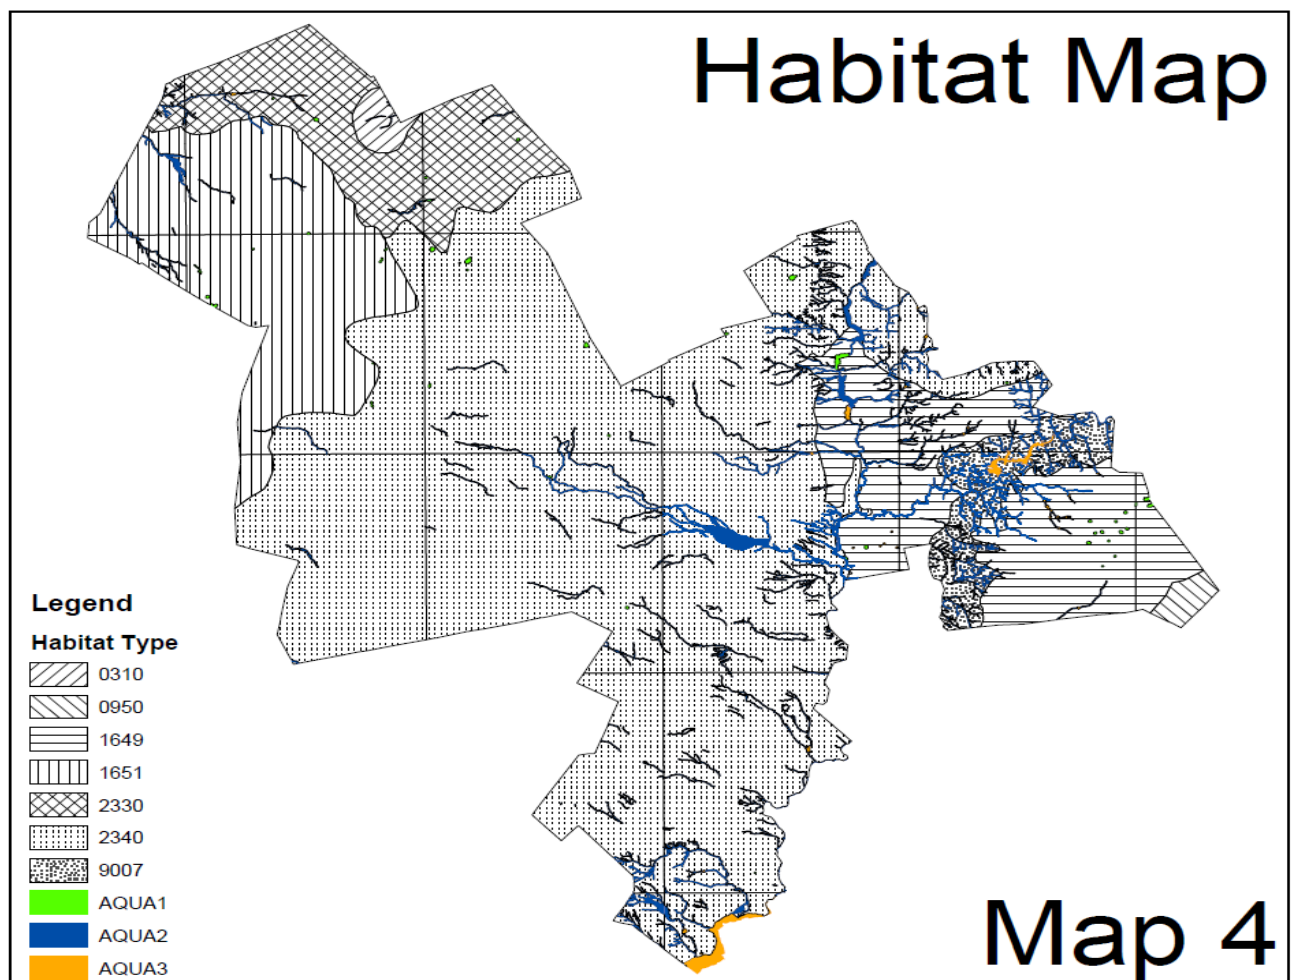 Habitat Map
Legend
Habitat Type
0310
0950
1649
1651
2330
2340
9007
AQUA1
AQUA2
AQUA3
Map 4